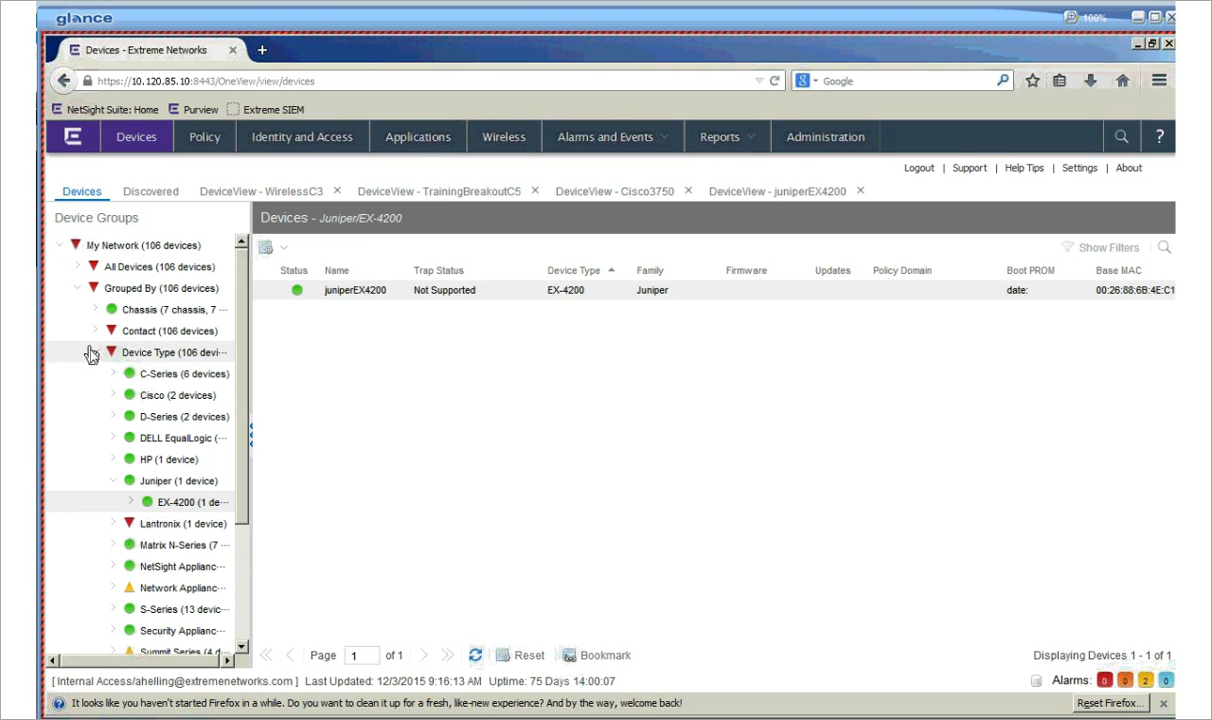 glance
100%
Devices - Extreme Networks
https://10.120.85.10:8443/OneView/view/devices
Google
NetSight Suite: Home Purview Extreme SIEM
Devices Policy Identity and Access Applications Wireless Alarms and Events Reports Administration ?
Logout | Support | Help Tips | Settings | About
Devices Discovered DeviceView - WirelessC3 DeviceView - TrainingBreakoutC5 DeviceView - Cisco3750 DeviceView - juniperEX4200
Device Groups
Devices - Juniper/EX-4200
My Network (106 devices)
All Devices (106 devices)
Grouped By (106 devices)
Chassis (7 chassis, 7 ...
Contact (106 devices)
Device Type (106 devi...
C-Series (6 devices)
Cisco (2 devices)
D-Series (2 devices)
DELL EqualLogic (...
HP (1 device)
Juniper (1 device)
EX-4200 (1 de...
Lantronix (1 device)
Matrix N-Series (7 ...
NetSight Applianc...
Network Applianc...
S-Series (13 devic...
Security Applianc...
Summit Series (4 d...
Show Filters
Status Name Trap Status Device Type Family Firmware Updates Policy Domain Boot PROM Base MAC
juniperEX4200 Not Supported EX-4200 Juniper date: 00:26:88:6B:4E:C1
Page 1 of 1 Reset Bookmark Displaying Devices 1 - 1 of 1
[ Internal Access/ahelling@extremenetworks.com ] Last Updated: 12/3/2015 9:16:13 AM Uptime: 75 Days 14:00:07 Alarms: 0 0 2 0
It looks like you haven't started Firefox in a while. Do you want to clean it up for a fresh, like-new experience? And by the way, welcome back! Reset Firefox...